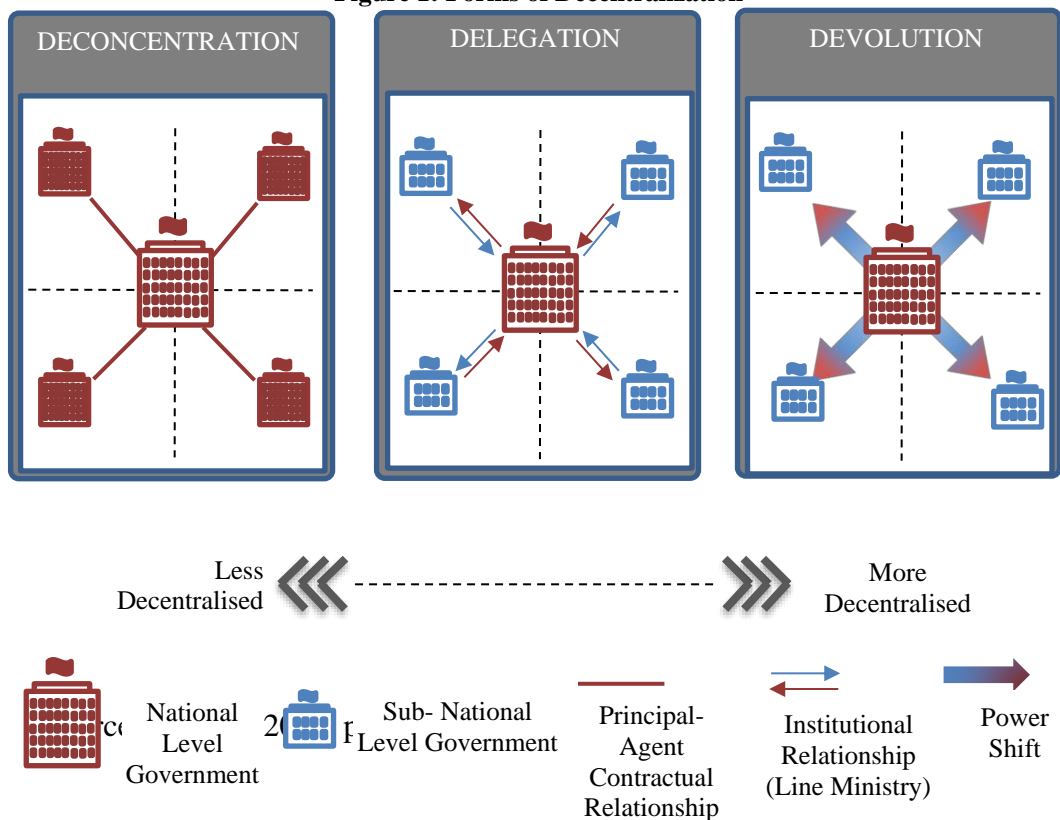 DECONCENTRATION
DELEGATION
DEVOLUTION
Less
Decentralised
More
Decentralised
National
Level
Government
Sub- National
Level Government
Principal-
Agent
Contractual
Relationship
Institutional
Relationship
(Line Ministry)
Power
Shift